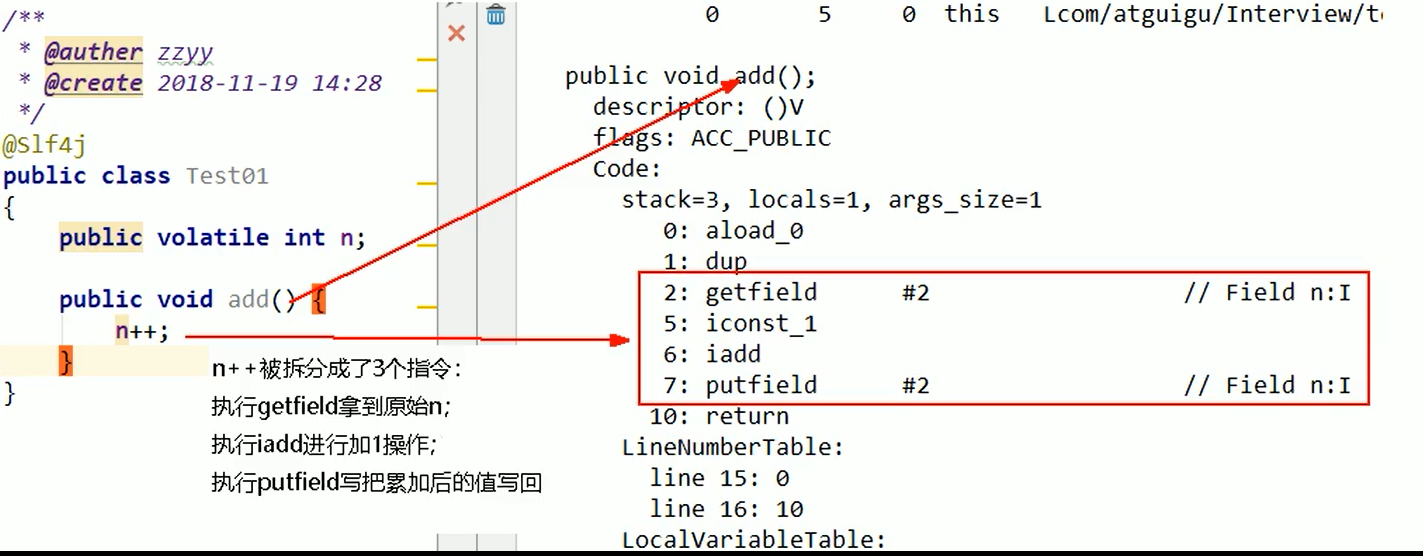 /**
* @auther zzyy
* @create 2018-11-19 14:28
*/
@Slf4j
public class Test01
{
public volatile int n;
public void add() {
n++;
}
}
n++被拆分成了3个指令:
执行getfield拿到原始n;
执行iadd进行加1操作;
执行putfield写把累加后的值写回
0 5 0 this Lcom/atguigu/Interview/t
public void add();
descriptor: ()V
flags: ACC_PUBLIC
Code:
stack=3, locals=1, args_size=1
0: aload_0
1: dup
2: getfield #2 // Field n:I
5: iconst_1
6: iadd
7: putfield #2 // Field n:I
10: return
LineNumberTable:
line 15: 0
line 16: 10
LocalVariableTable: